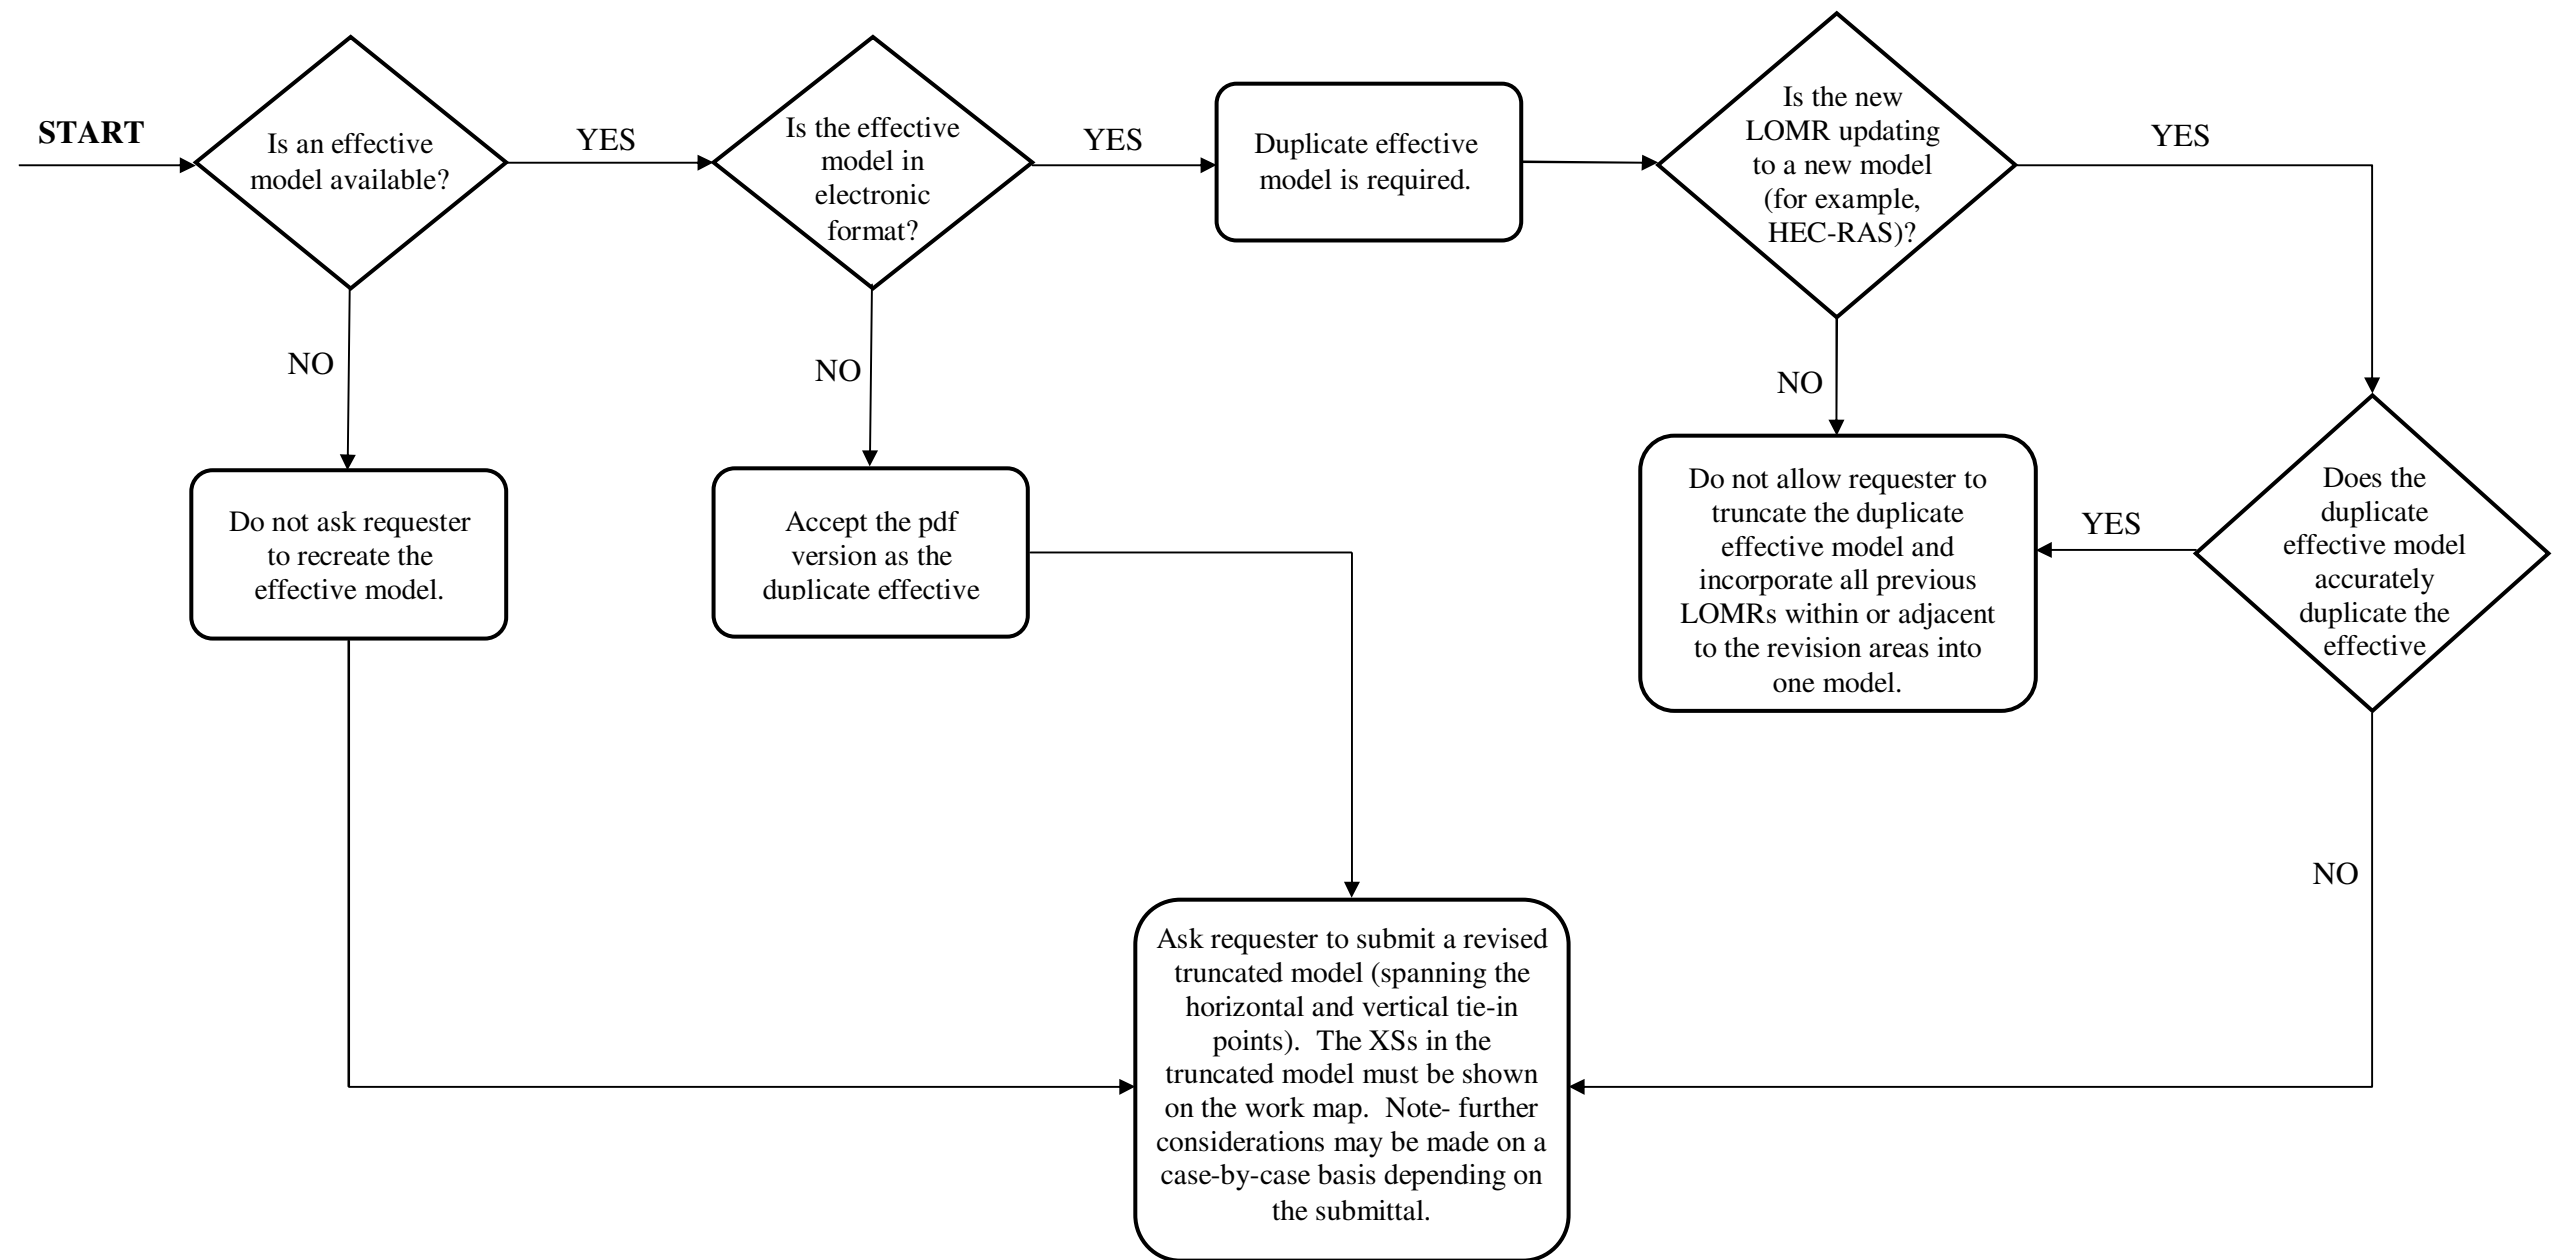 START
Is an effective
model available?
YES
Is the effective
model in
electronic
format?
YES
Duplicate effective
model is required.
Is the new
LOMR updating
to a new model
(for example,
HEC-RAS)?
YES
NO
NO
NO
Do not ask requester
to recreate the
effective model.
Accept the pdf
version as the
duplicate effective
Do not allow requester to
truncate the duplicate
effective model and
incorporate all previous
LOMRs within or adjacent
to the revision areas into
one model.
YES
Does the
duplicate
effective model
accurately
duplicate the
effective
NO
Ask requester to submit a revised
truncated model (spanning the
horizontal and vertical tie-in
points).  The XSs in the
truncated model must be shown
on the work map.  Note- further
considerations may be made on a
case-by-case basis depending on
the submittal.